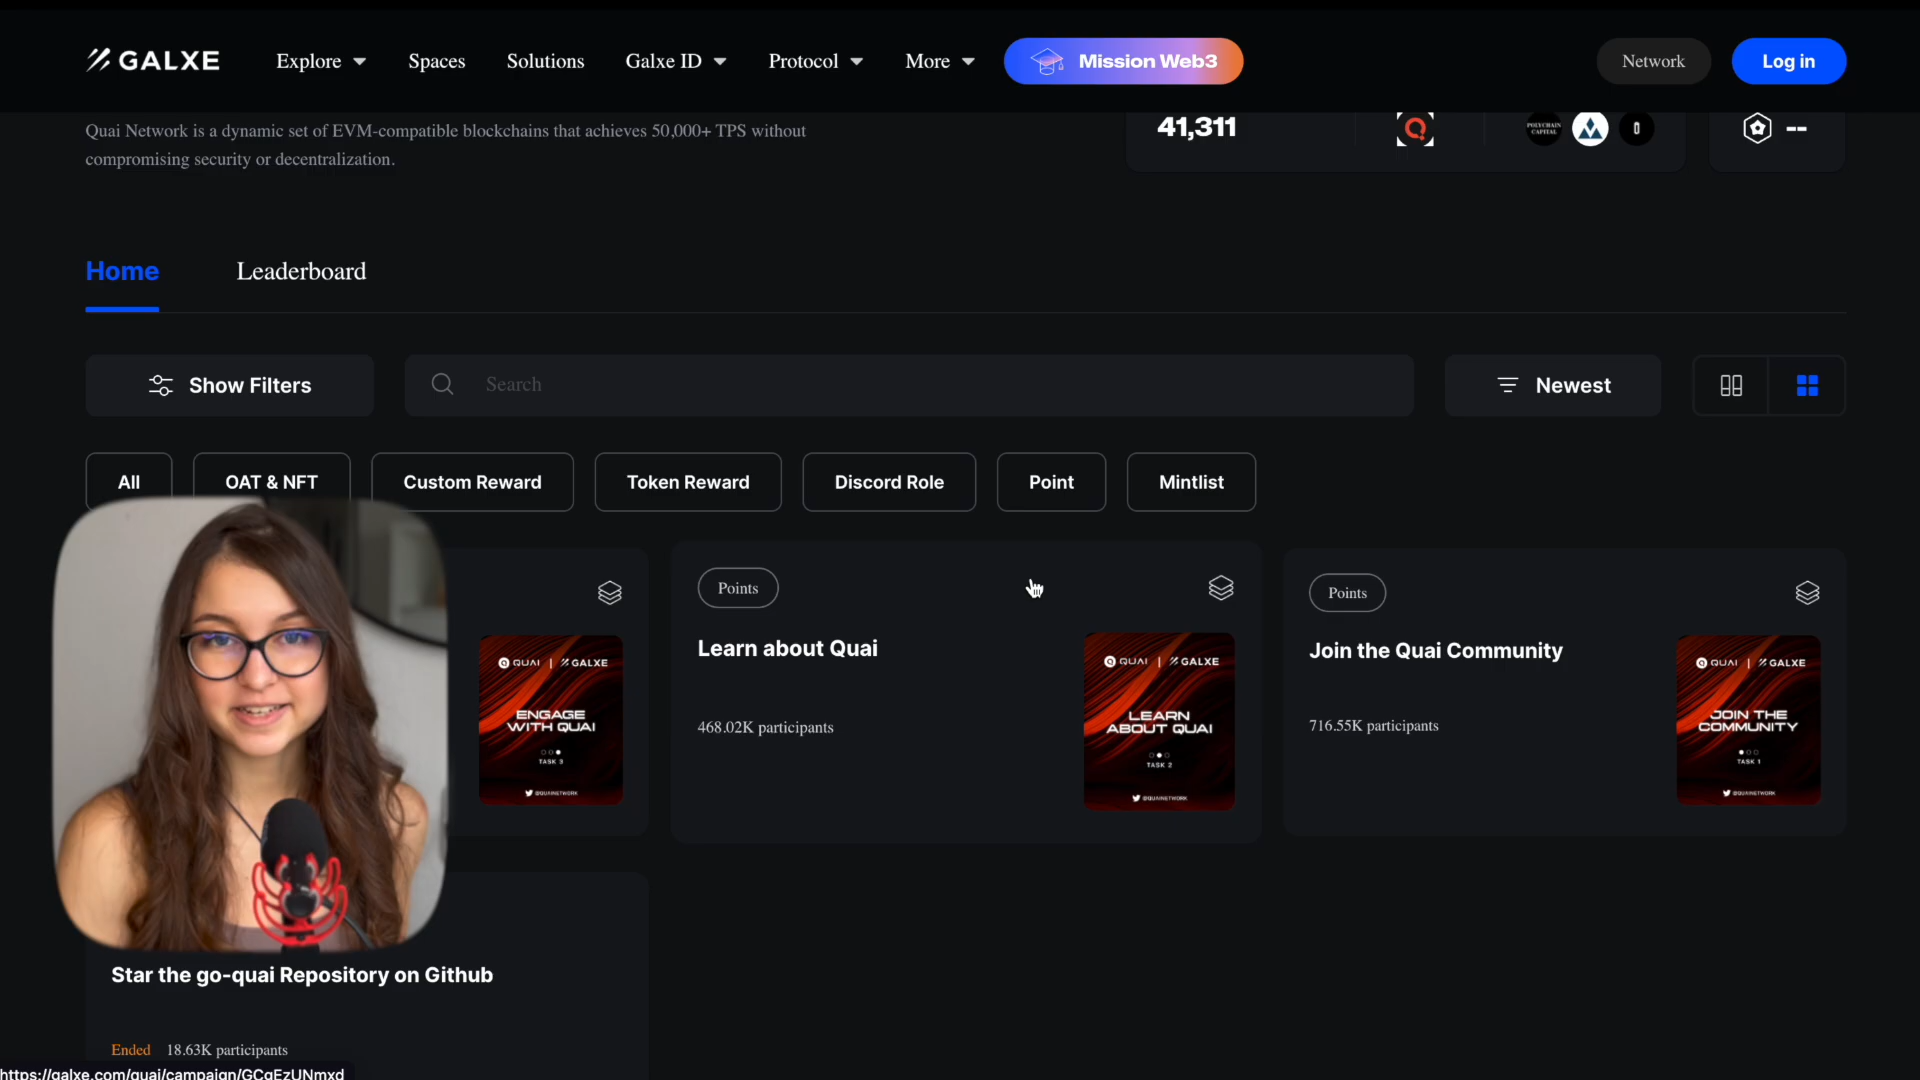 GALXE
Explore
Spaces
Solutions
Galxe ID
Protocol
More
Mission Web3
Network
Log in
Quai Network is a dynamic set of EVM-compatible blockchains that achieves 50,000+ TPS without
compromising security or decentralization.
41,311
POLYCHAIN
CAPITAL
--
Home
Leaderboard
Show Filters
Search
Newest
All
OAT & NFT
Custom Reward
Token Reward
Discord Role
Point
Mintlist
QUAI | GALXE
ENGAGE
WITH QUAI
TASK 3
@QUAINETWORK
Points
Learn about Quai
468.02K participants
QUAI | GALXE
LEARN
ABOUT QUAI
TASK 2
@QUAINETWORK
Points
Join the Quai Community
716.55K participants
QUAI | GALXE
JOIN THE
COMMUNITY
TASK 1
@QUAINETWORK
Star the go-quai Repository on Github
Ended 18.63K participants
https://galxe.com/quai/campaign/GCgEzUNmxd